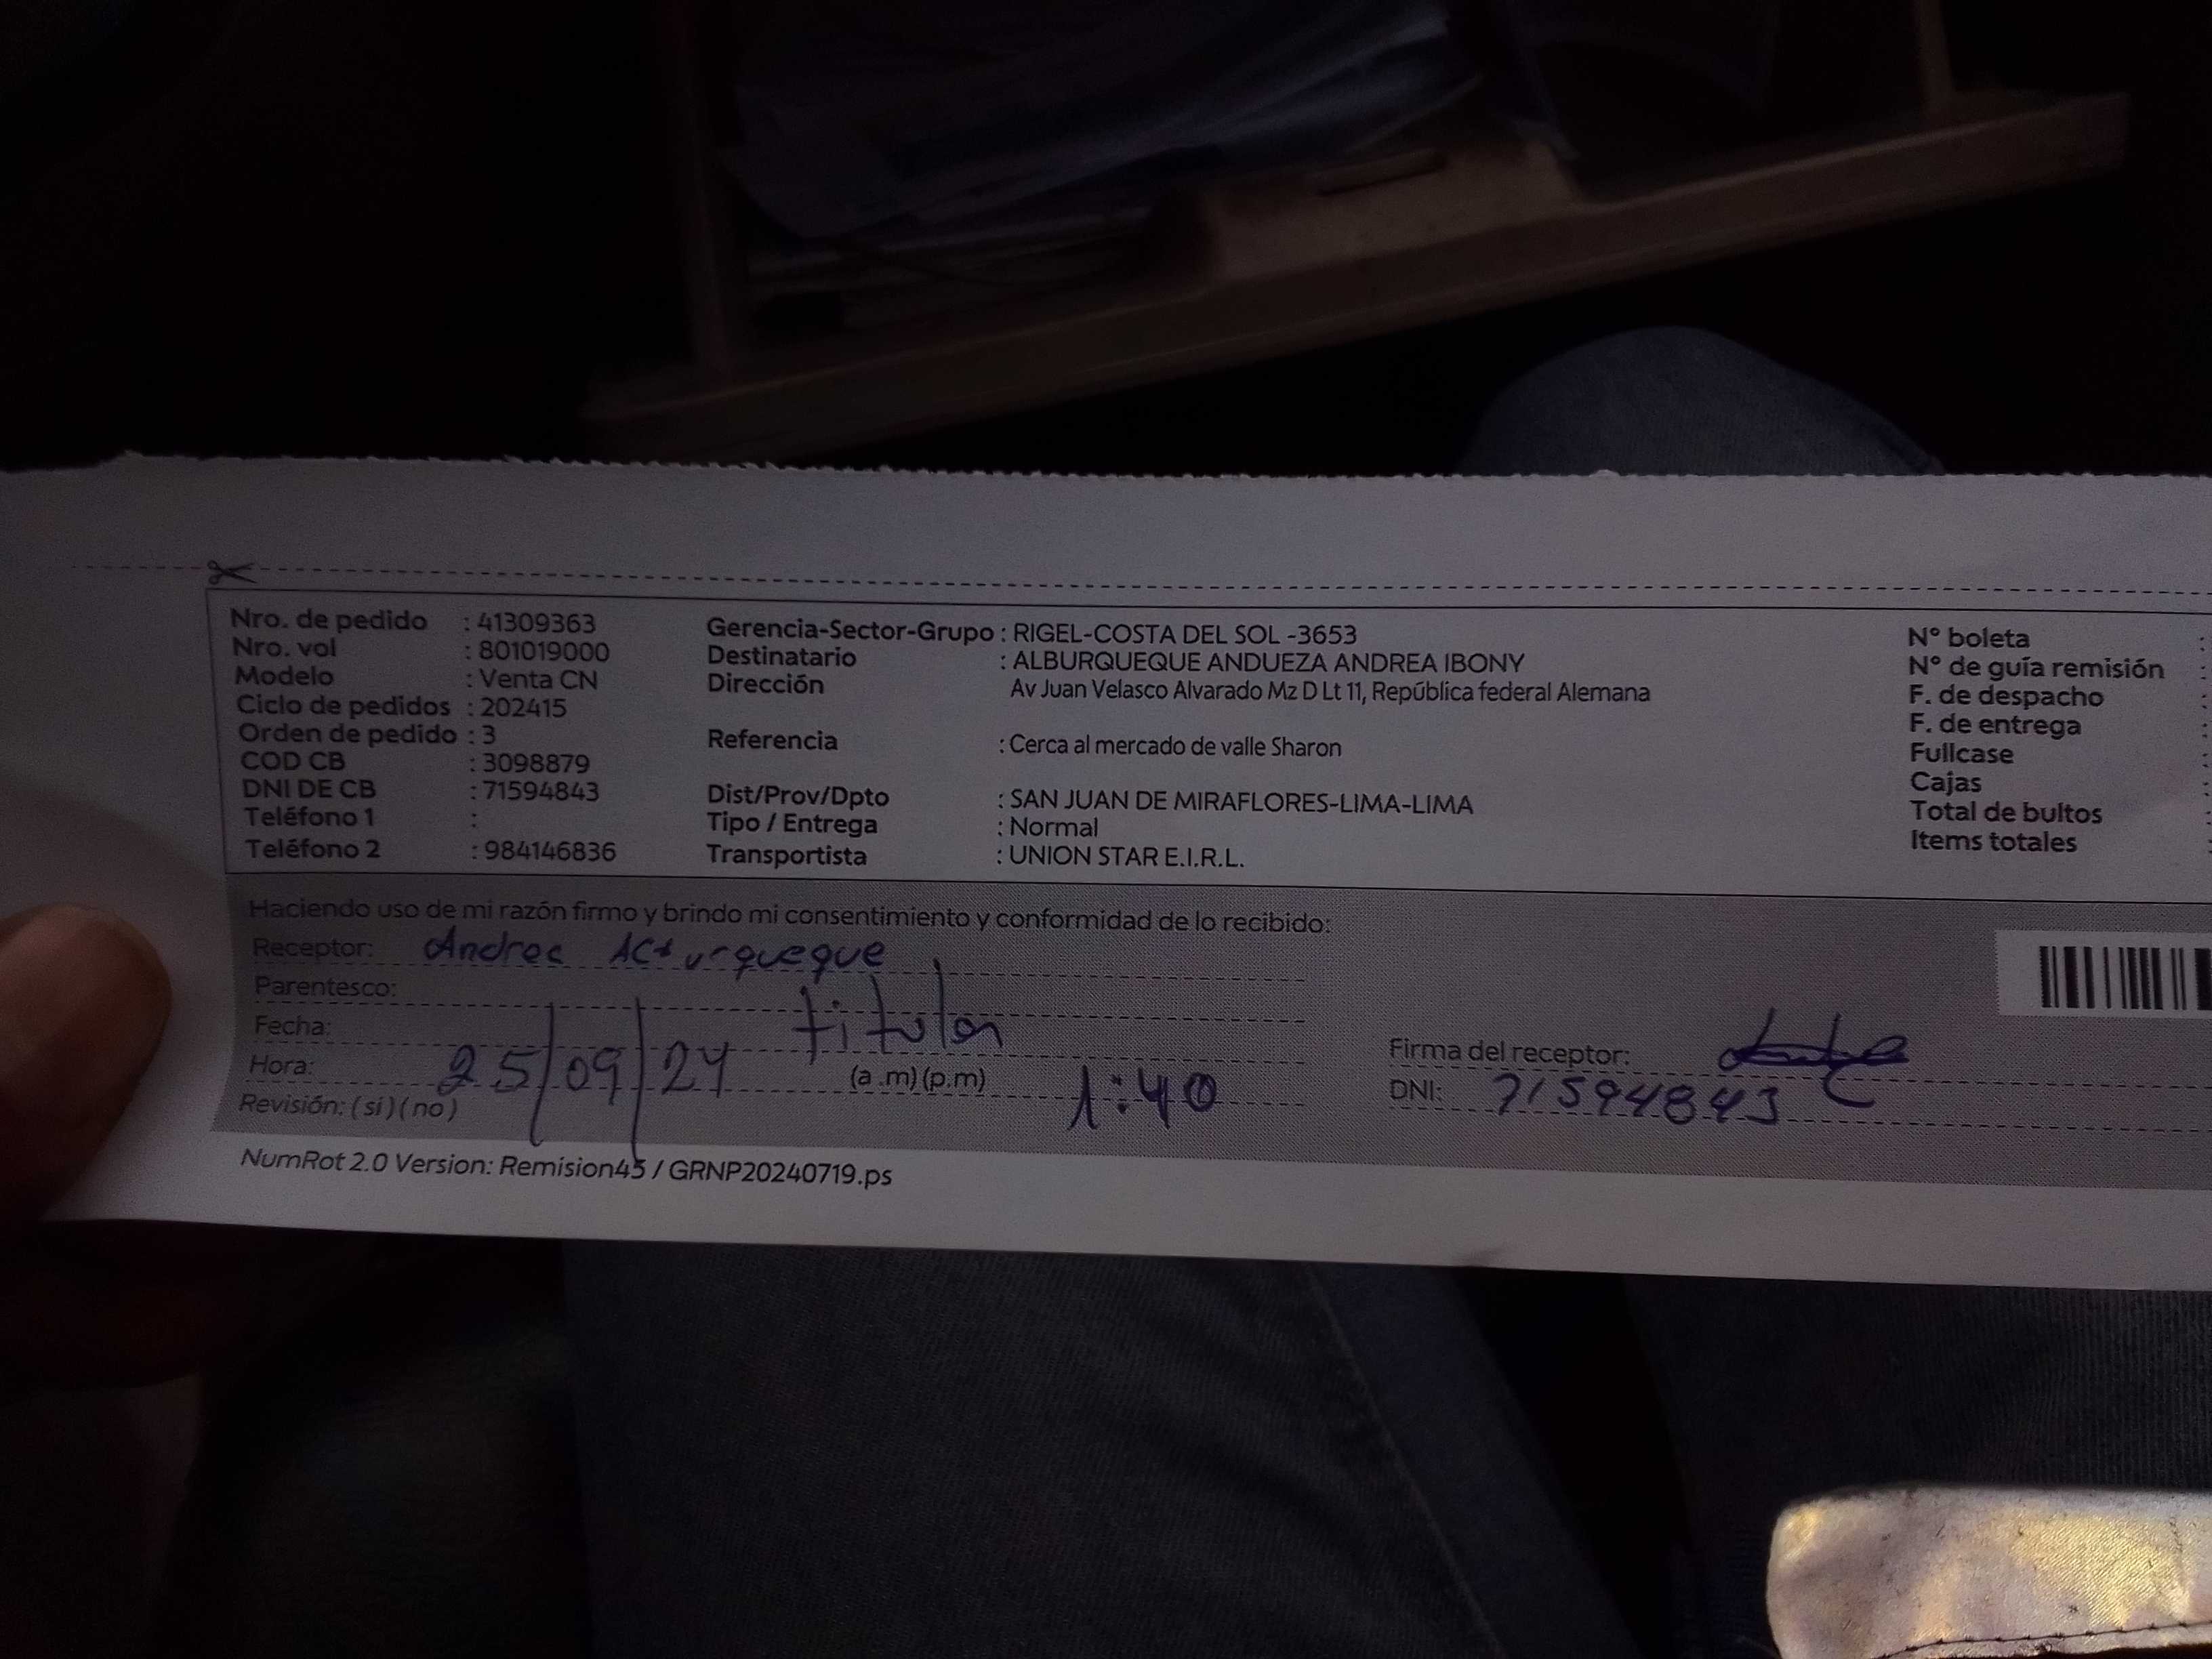 Nro. de pedido : 41309363
Nro. vol : 801019000
Modelo : Venta CN
Ciclo de pedidos : 202415
Orden de pedido : 3
COD CB : 3098879
DNI DE CB : 71594843
Teléfono 1 :
Teléfono 2 : 984146836
Gerencia-Sector-Grupo : RIGEL-COSTA DEL SOL -3653
Destinatario : ALBURQUEQUE ANDUEZA ANDREA IBONY
Dirección Av Juan Velasco Alvarado Mz D Lt 11, República federal Alemana
Referencia : Cerca al mercado de valle Sharon
Dist/Prov/Dpto : SAN JUAN DE MIRAFLORES-LIMA-LIMA
Tipo / Entrega : Normal
Transportista : UNION STAR E.I.R.L.
N° boleta :
N° de guía remisión :
F. de despacho :
F. de entrega :
Fullcase :
Cajas :
Total de bultos :
Items totales :
Haciendo uso de mi razón firmo y brindo mi consentimiento y conformidad de lo recibido:
Receptor: Andrea
Parentesco: titular
Fecha: 25/09/24
Hora: (a.m) (p.m) 1:40
Revisión: (si) (no)
Firma del receptor:
DNI: 71594843
NumRot 2.0 Version: Remision45 / GRNP20240719.ps